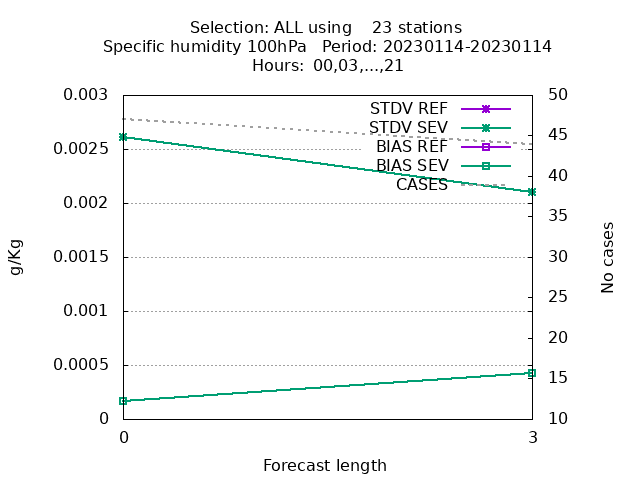 Selection: ALL using    23 stations
Specific humidity 100hPa   Period: 20230114-20230114
Hours:  00,03,...,21
0.003
0.0025
0.002
0.0015
0.001
0.0005
0
50
45
40
35
30
25
20
15
10
STDV REF
STDV SEV
BIAS REF
BIAS SEV
CASES
g/Kg
No cases
0
3
Forecast length